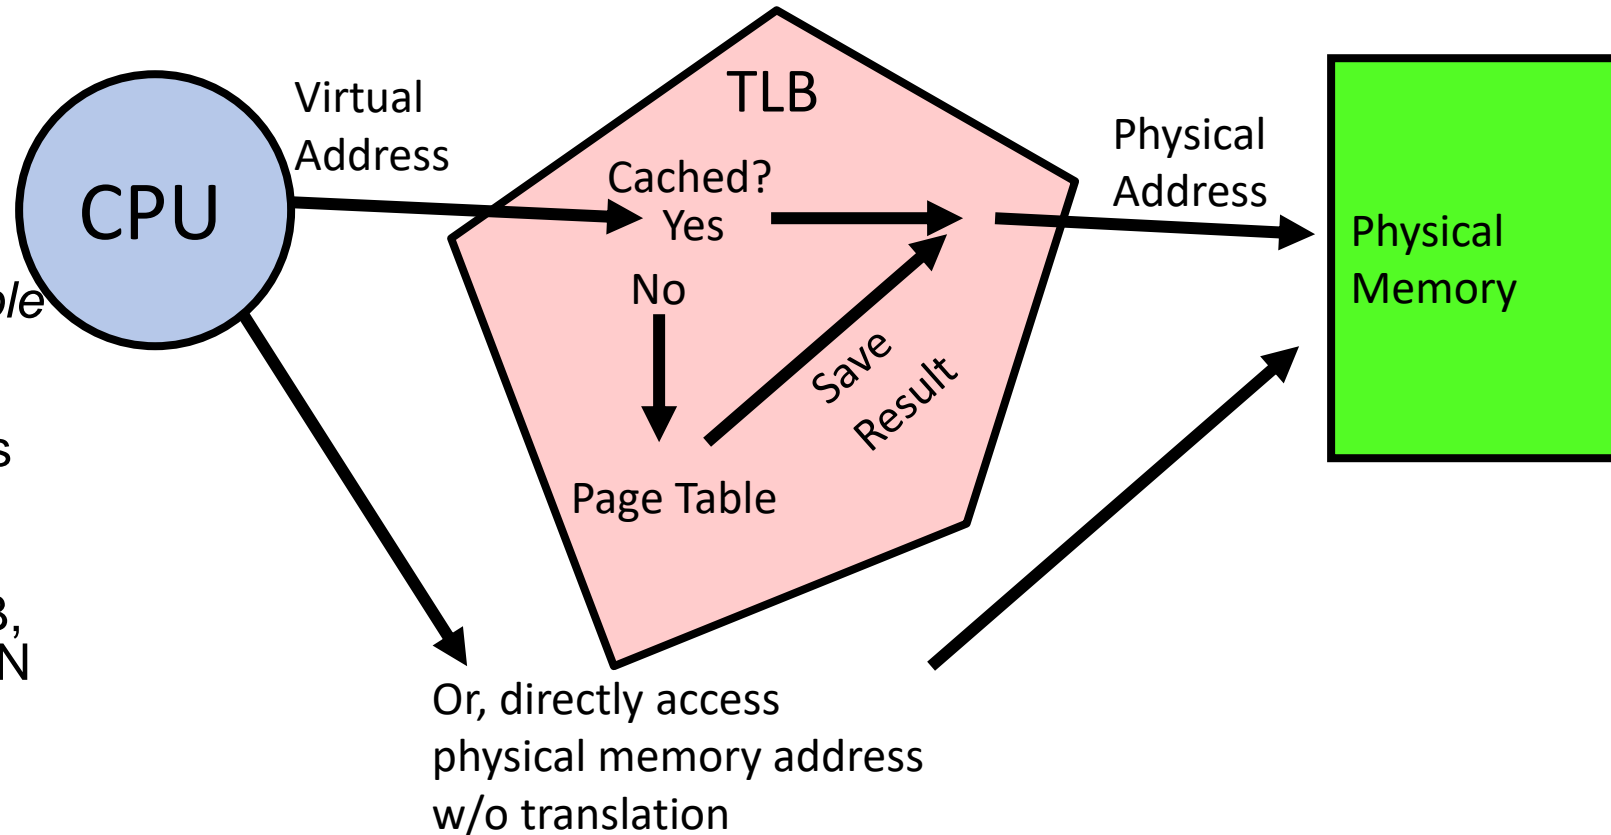 TLB
Virtual
Address
CPU
Cached?
Yes
No
Save
Result
Page Table
Physical
Address
Physical
Memory
Or, directly access
physical memory address
w/o translation